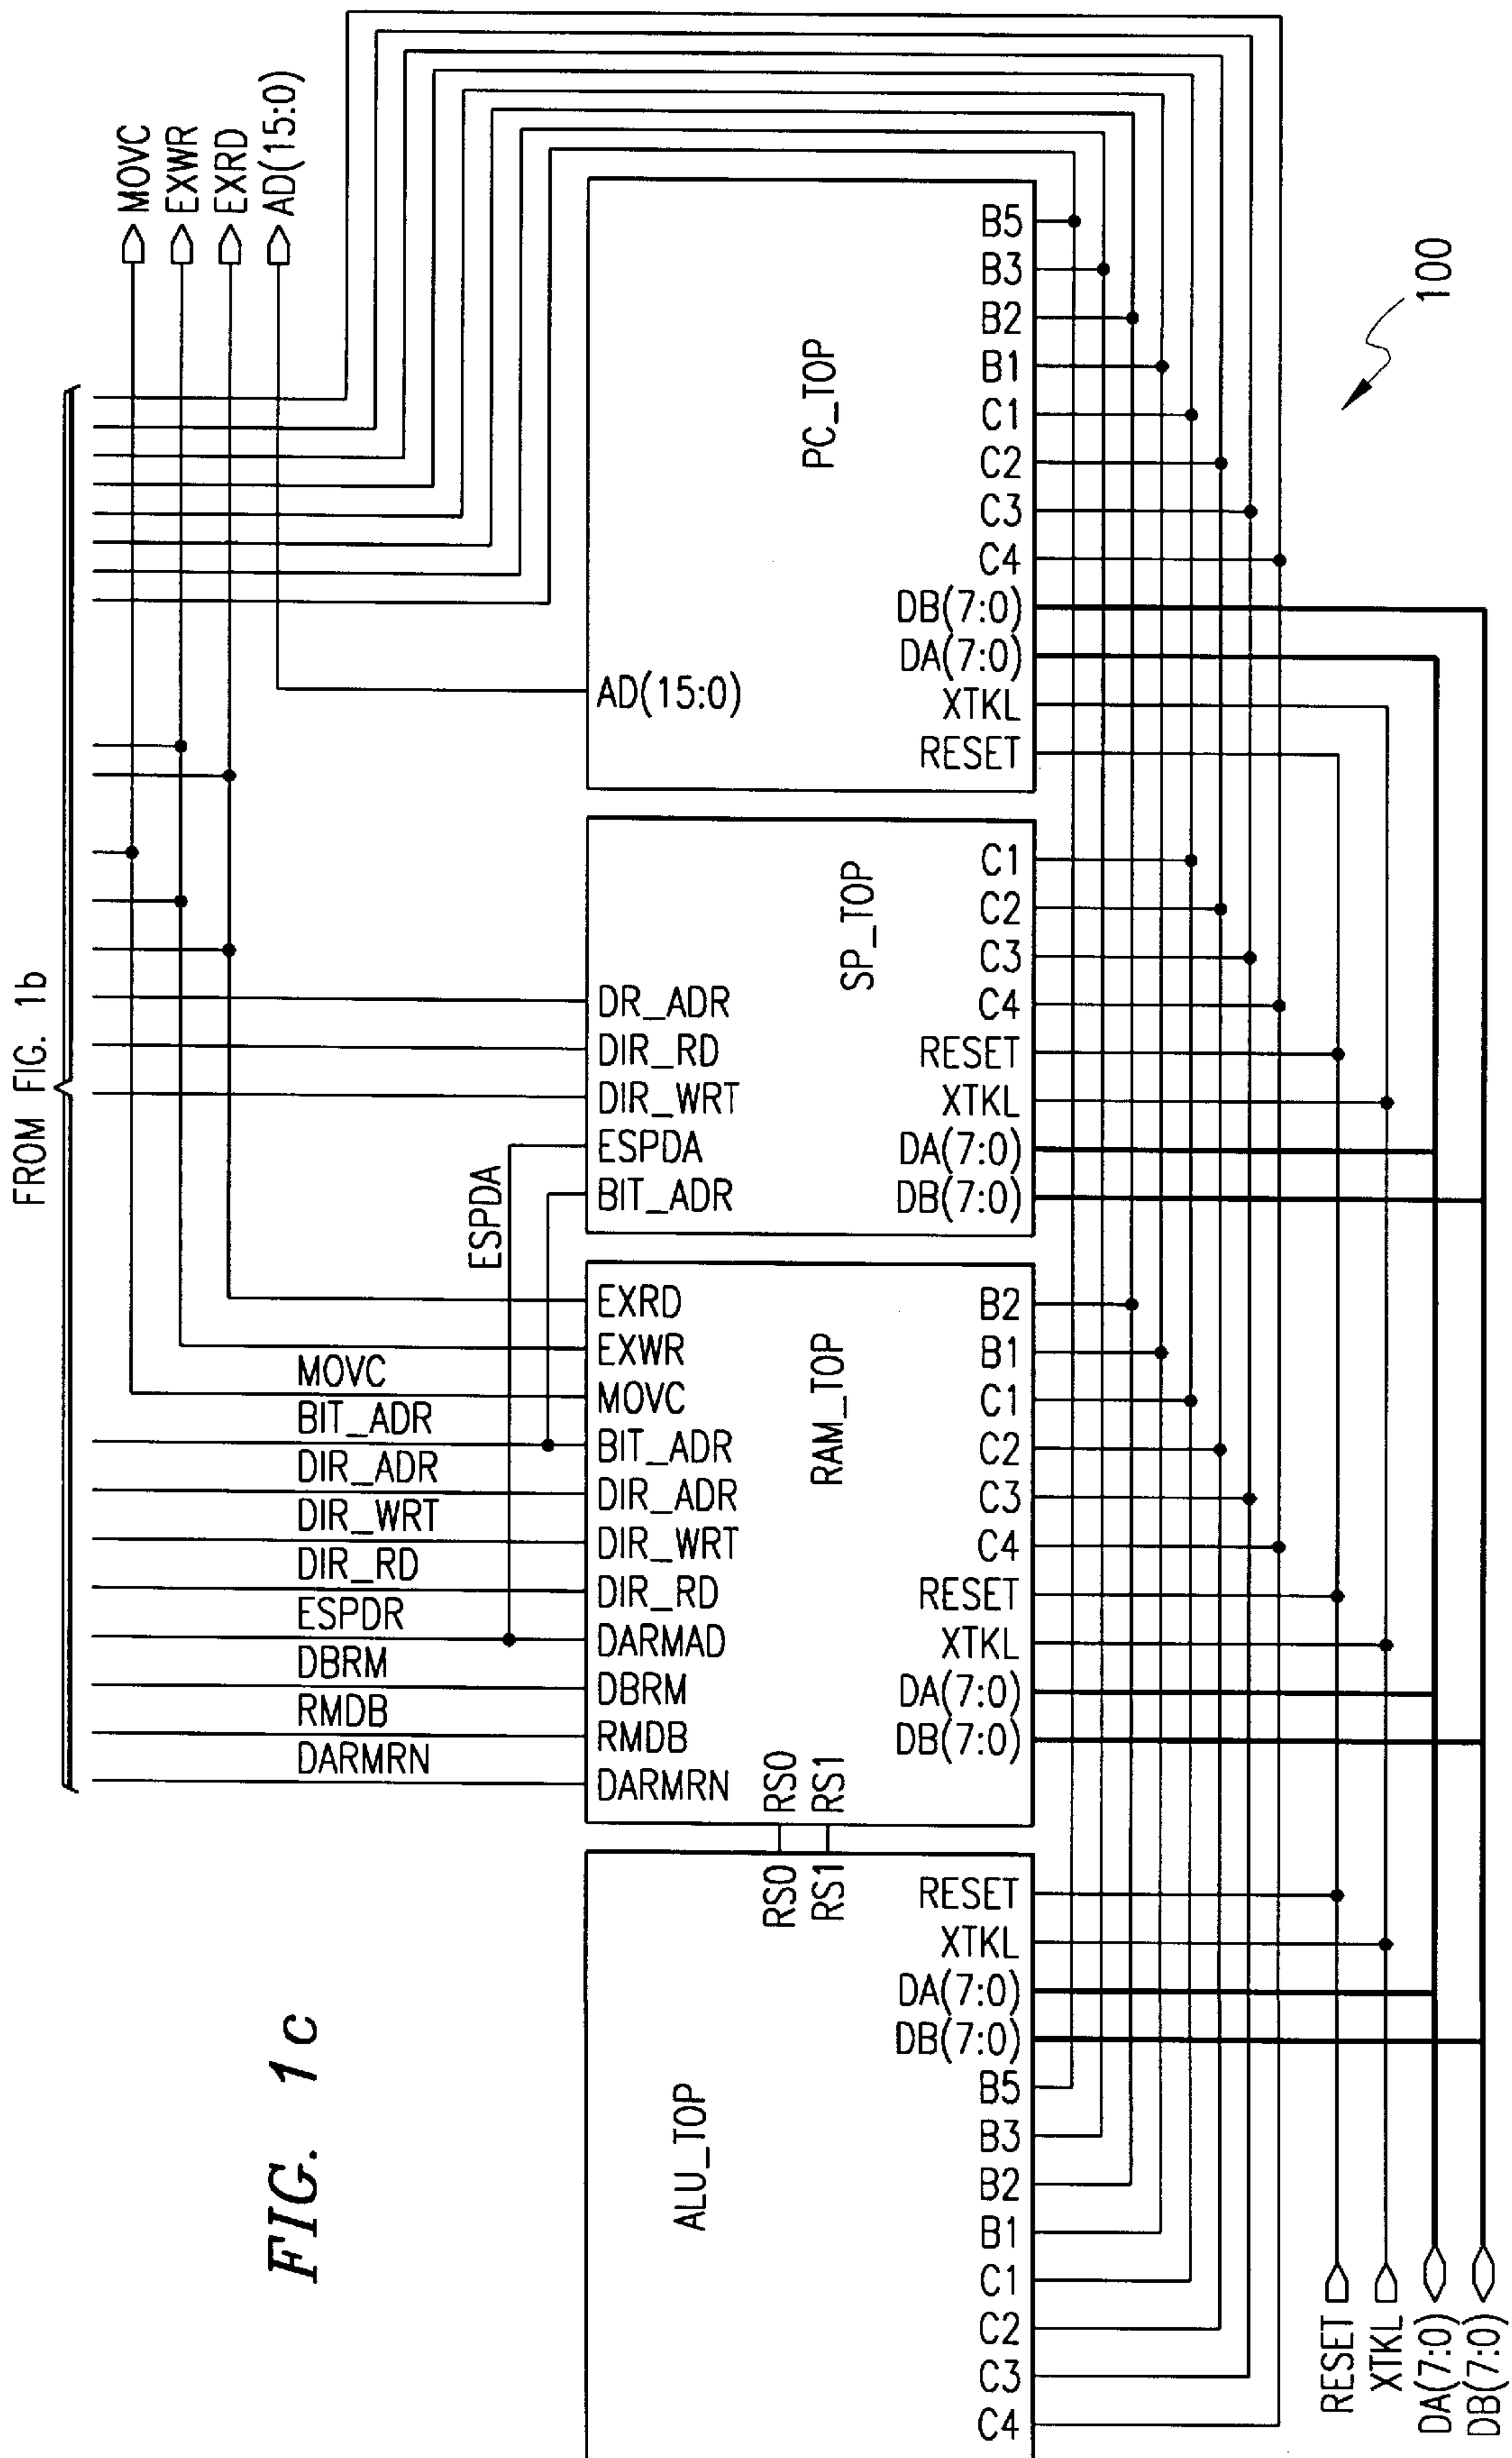 FROM FIG. 1b
MOVC
EXWR
EXRD
AD(15:0)
MOVC
BIT_ADR
DIR_ADR
DIR_WRT
DIR_RD
ESPDR
DBRM
RMDB
DARMRN
ESPDA
FIG. 1c
ALU_TOP
RS0
RS1
RESET
XTKL
DA(7:0)
DB(7:0)
B5
B3
B2
B1
C1
C2
C3
C4
RAM_TOP
EXRD
EXWR
MOVC
BIT_ADR
DIR_ADR
DIR_WRT
DIR_RD
DARMAD
DBRM
RMDB
DARMRN
RS0
RS1
B2
B1
C1
C2
C3
C4
RESET
XTKL
DA(7:0)
DB(7:0)
SP_TOP
DR_ADR
DIR_RD
DIR_WRT
ESPDA
BIT_ADR
C1
C2
C3
C4
RESET
XTKL
DA(7:0)
DB(7:0)
PC_TOP
AD(15:0)
B5
B3
B2
B1
C1
C2
C3
C4
DB(7:0)
DA(7:0)
XTKL
RESET
RESET
XTKL
DA(7:0)
DB(7:0)
100